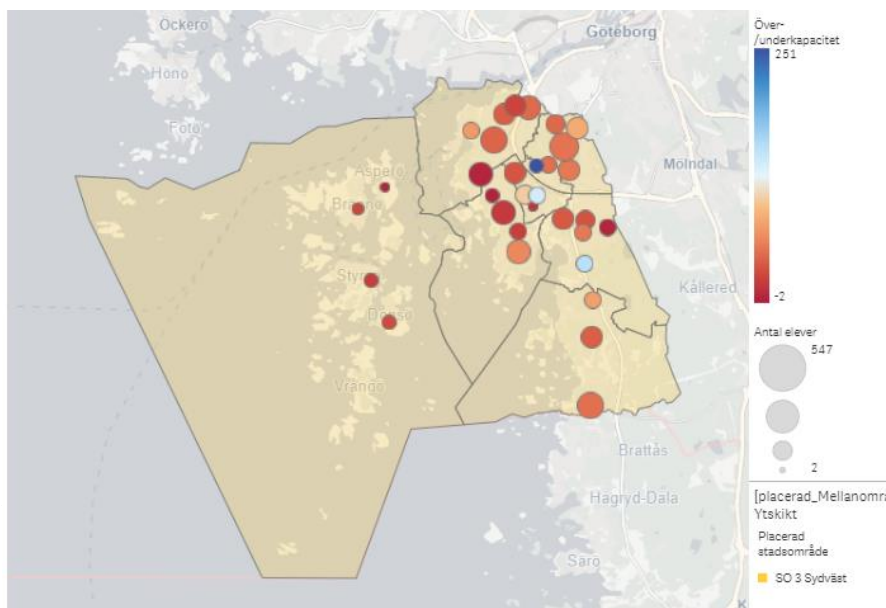 Öckerö
Hönö
Fotö
Göteborg
Mölndal
Asperö
Brännö
Styrsö
Donsö
Vrångö
Kållered
Brattås
Hagryd-Dala
Särö
Över-
/underkapacitet
251
-2
Antal elever
547
2
[placerad_Mellanområ
Ytskikt
Placerad
stadsområde
SO 3 Sydväst